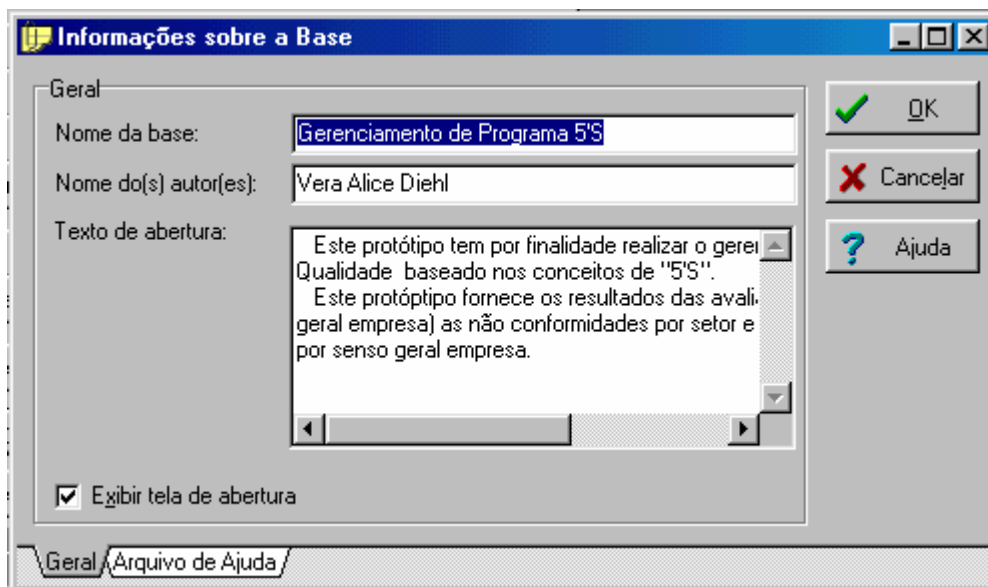 Informações sobre a Base
Geral
Nome da base:
Gerenciamento de Programa 5'S
Nome do(s) autor(es):
Vera Alice Diehl
Texto de abertura:
Este protótipo tem por finalidade realizar o
Qualidade baseado nos conceitos de "5'S".
Este protóptipo fornece os resultados das
geral empresa) as não conformidades por setor e
por senso geral empresa.
Exibir tela de abertura
OK
Cancelar
Ajuda
Geral
Arquivo de Ajuda